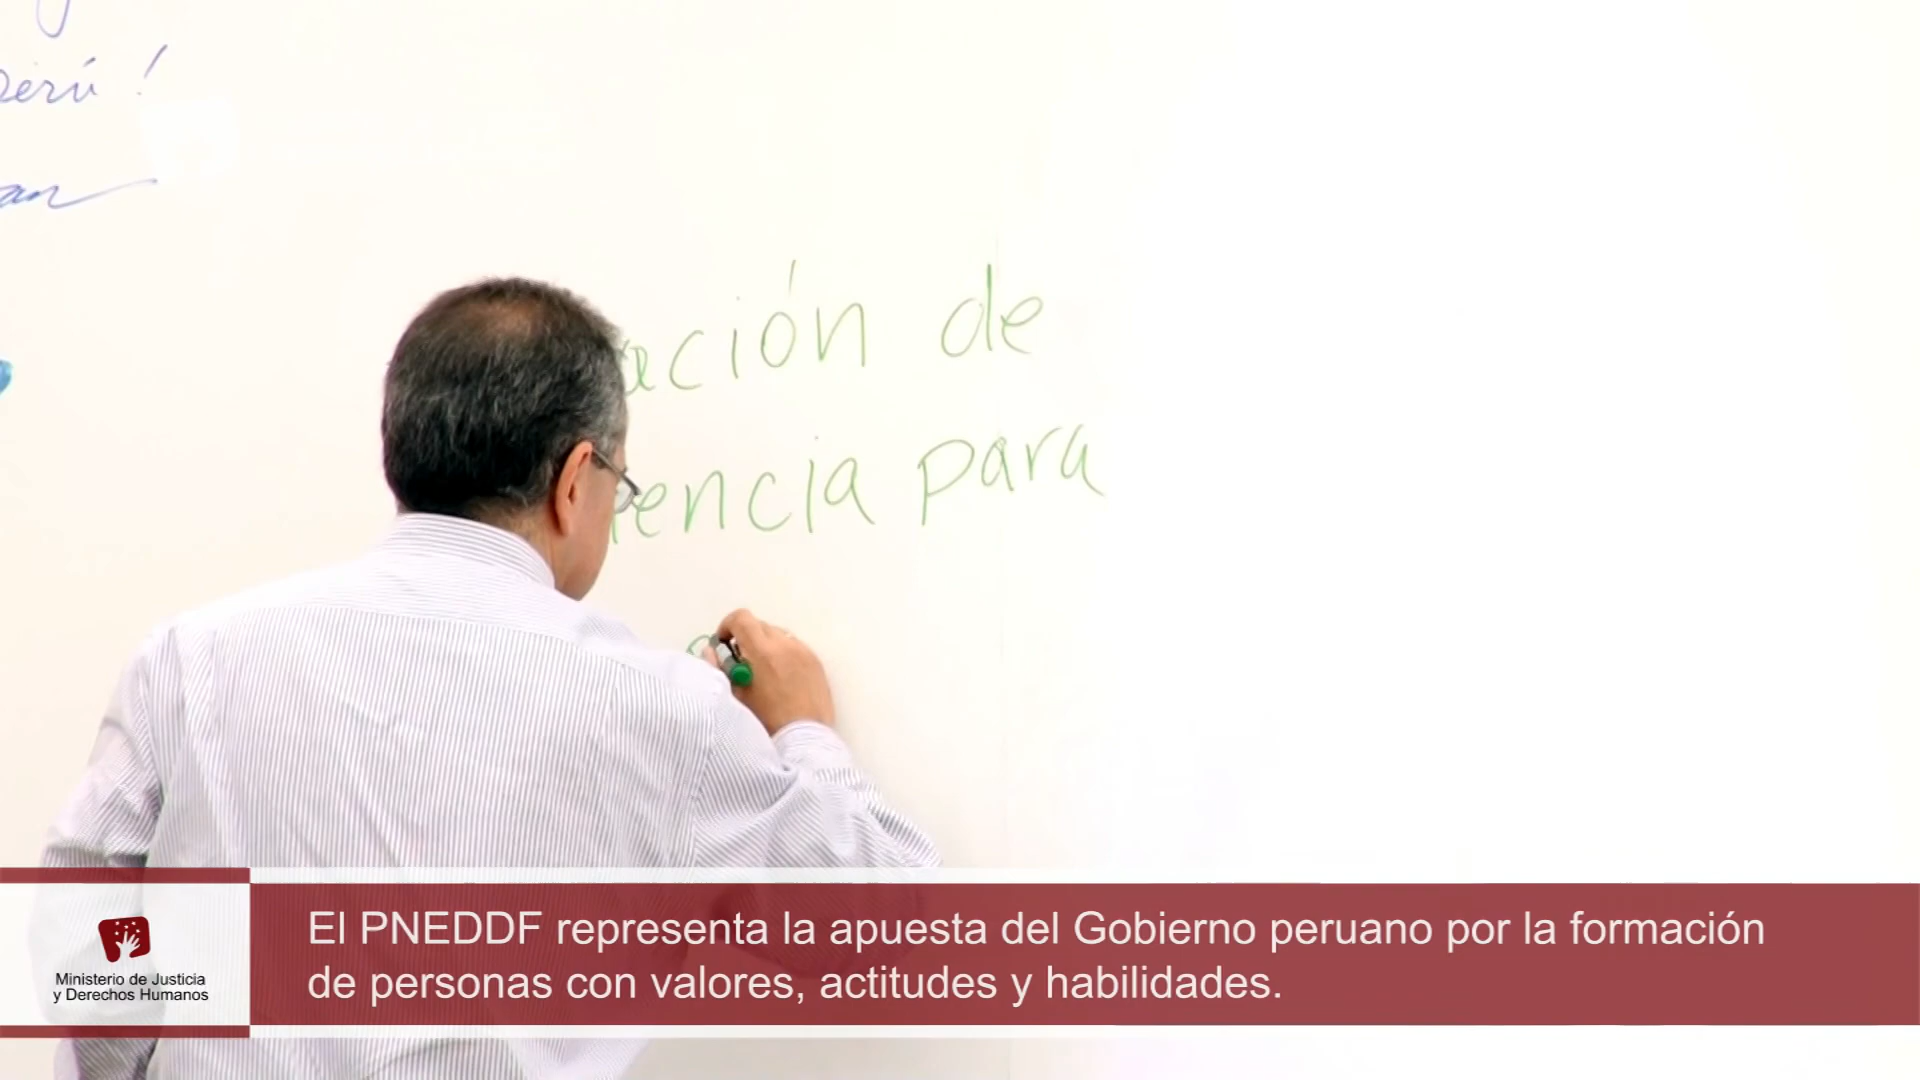 perú!
ación de
encia para
El PNEDDF representa la apuesta del Gobierno peruano por la formación
de personas con valores, actitudes y habilidades.
Ministerio de Justicia
y Derechos Humanos